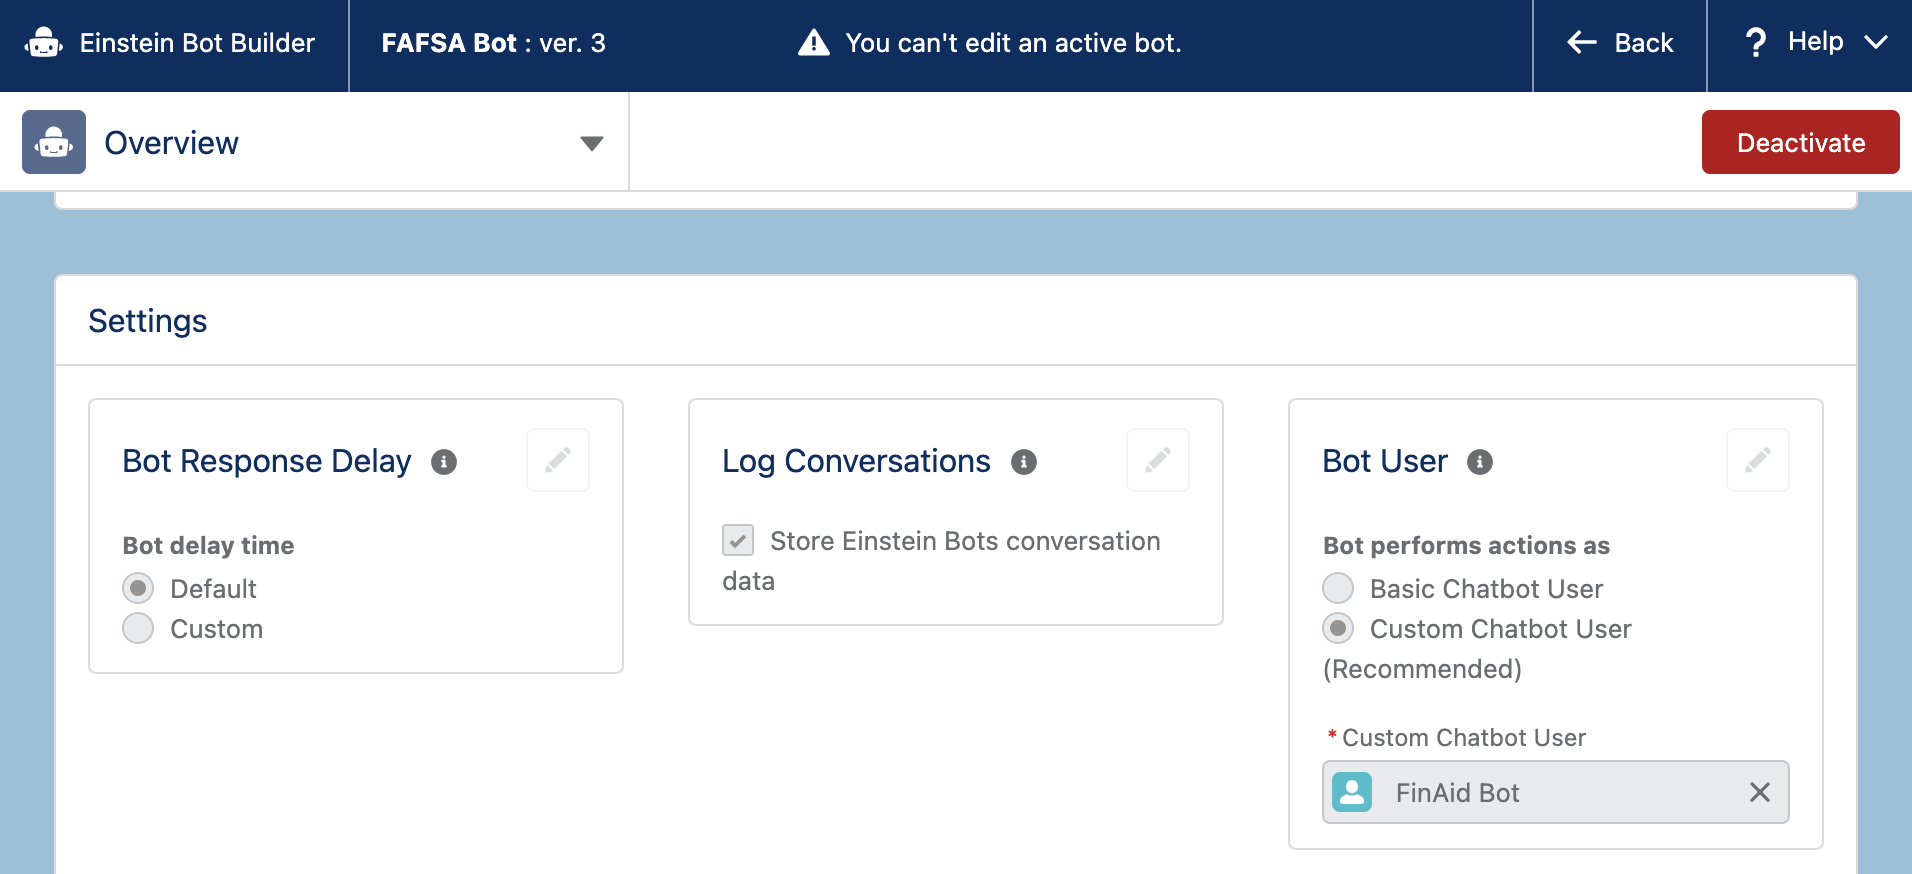 Einstein Bot Builder
FAFSA Bot : ver. 3
You can't edit an active bot.
Back
? Help
Overview
Deactivate
Settings
Bot Response Delay
Bot delay time
Default
Custom
Log Conversations
Store Einstein Bots conversation
data
Bot User
Bot performs actions as
Basic Chatbot User
Custom Chatbot User
(Recommended)
* Custom Chatbot User
FinAid Bot